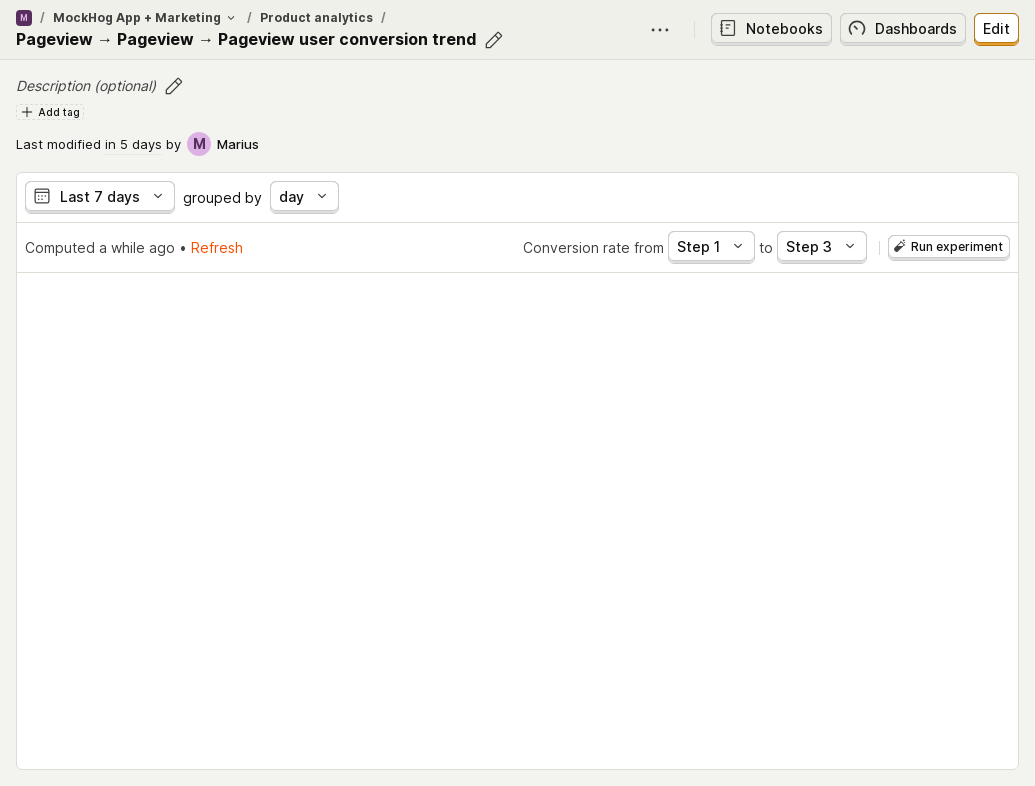 M / MockHog App + Marketing / Product analytics /
Pageview → Pageview → Pageview user conversion trend
Notebooks
Dashboards
Edit
Description (optional)
Add tag
Last modified in 5 days by M Marius
Last 7 days grouped by day
Computed a while ago • Refresh
Conversion rate from Step 1 to Step 3
Run experiment